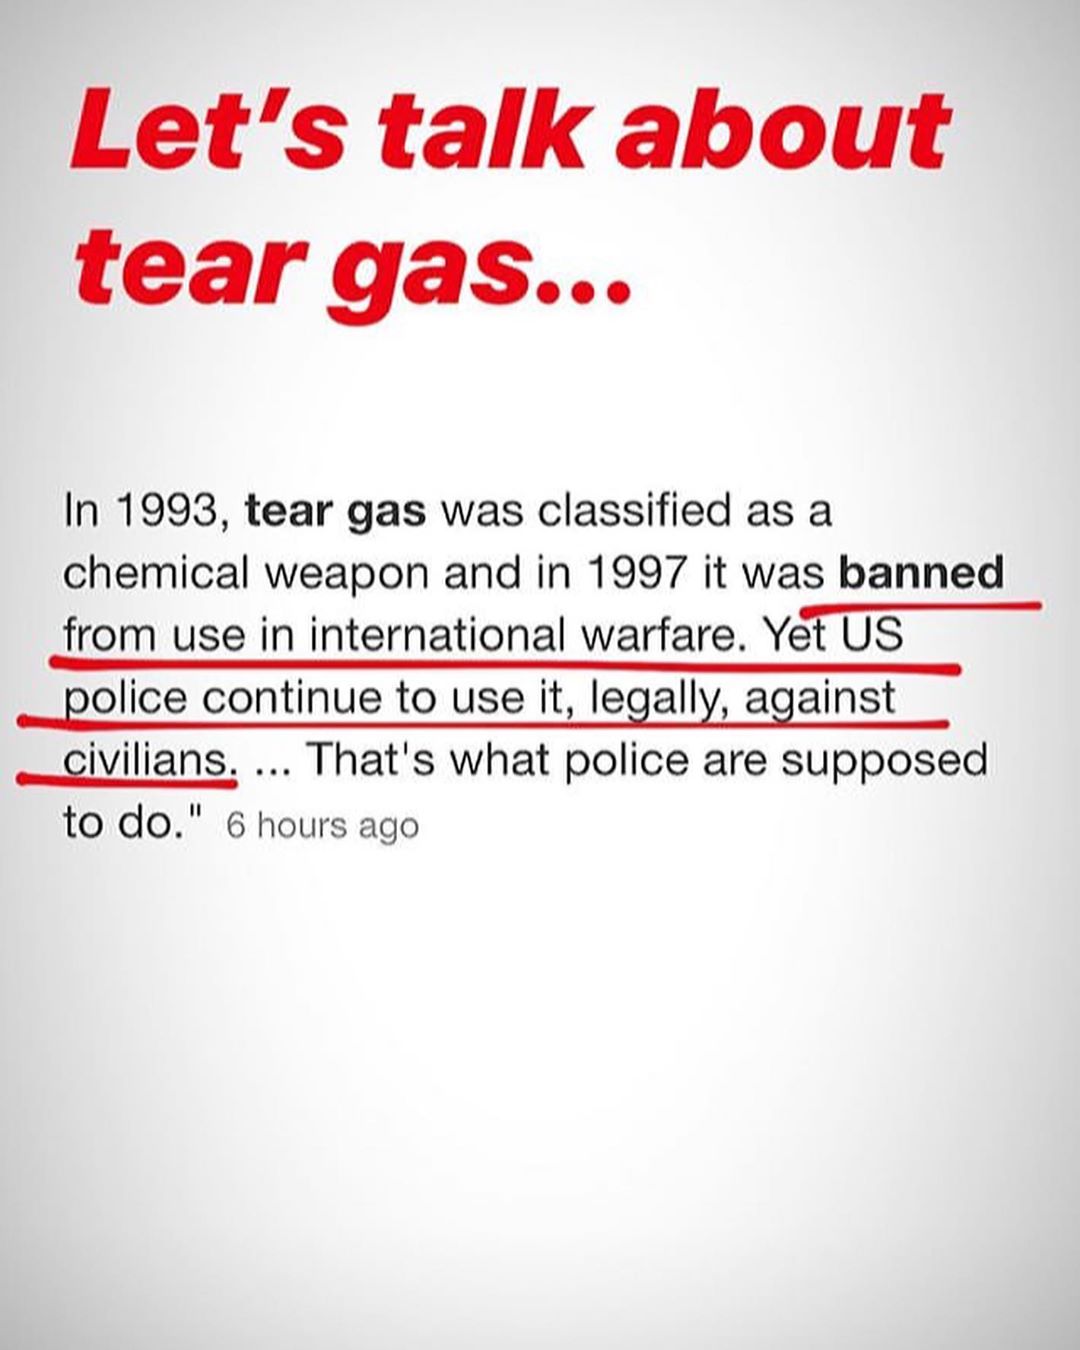 Let’s talk about
tear gas...
In 1993, tear gas was classified as a
chemical weapon and in 1997 it was banned
from use in international warfare. Yet US
police continue to use it, legally, against
civilians. ... That's what police are supposed
to do." 6 hours ago